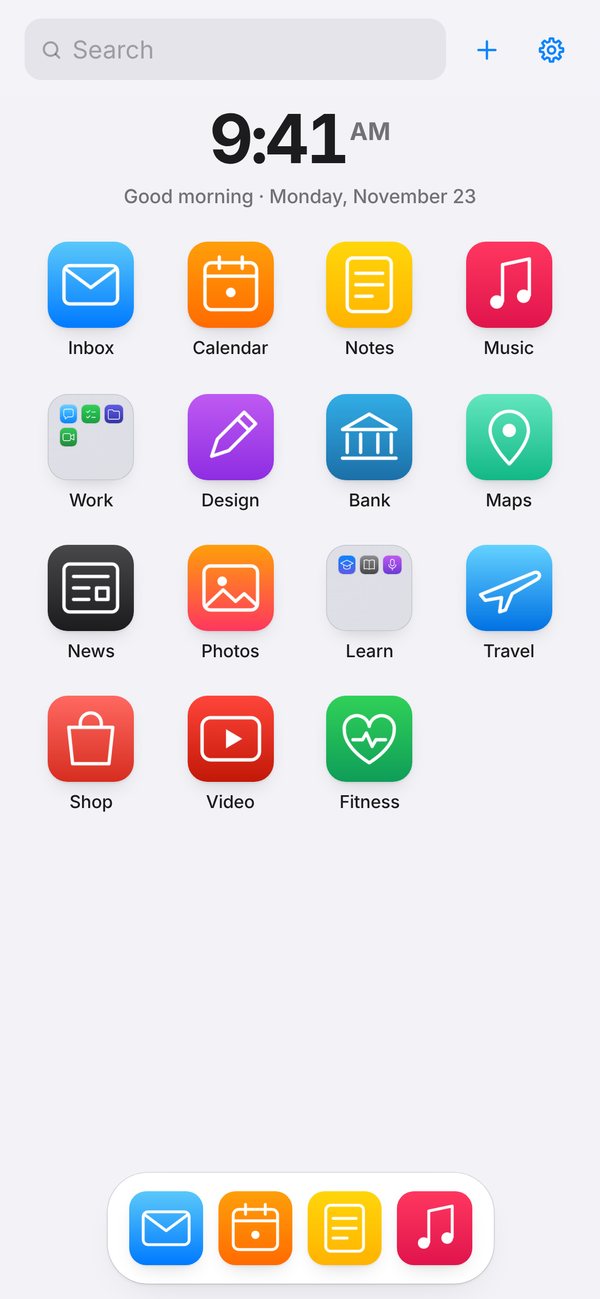 Search
9:41 AM
Good morning · Monday, November 23
Inbox Calendar Notes Music
Work Design Bank Maps
News Photos Learn Travel
Shop Video Fitness